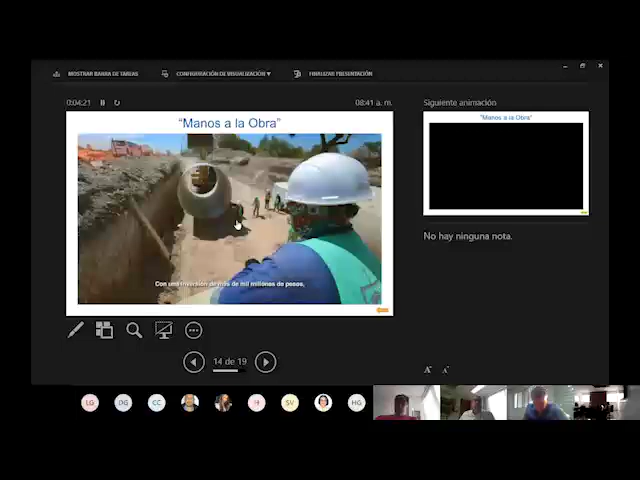 MOSTRAR BARRA DE TAREAS
CONFIGURACIÓN DE VISUALIZACIÓN ▼
FINALIZAR PRESENTACIÓN
0:04:21
08:41 a. m.
"Manos a la Obra"
Con una inversión de más de mil millones de pesos,
Siguiente animación
"Manos a la Obra"
No hay ninguna nota.
14 de 19
A A
LG DG CC SV HG